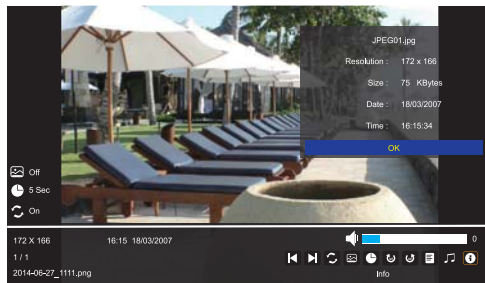 JPEG01.jpg
Resolution : 172 x 166
Size : 75 KBytes
Date : 18/03/2007
Time : 16:15:34
OK
Off
5 Sec
On
172 X 166 16:15 18/03/2007 0
1 / 1
2014-06-27_1111.png Info